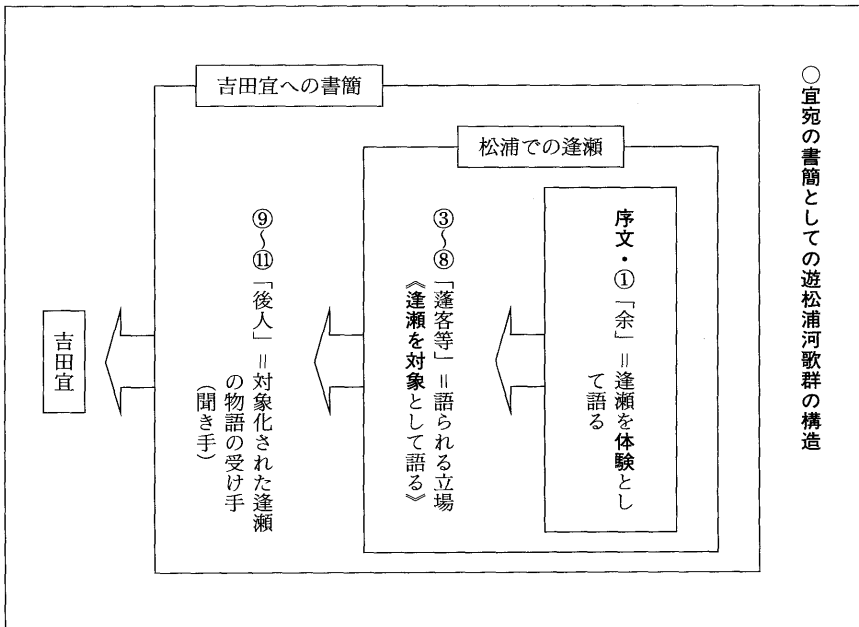 ○宜宛の書簡としての遊松浦河歌群の構造
序文・①「余」＝逢瀬を体験とし
て語る
松浦での逢瀬
③～⑧「蓬客等」＝語られる立場
《逢瀬を対象として語る》
吉田宜への書簡
⑨～⑪「後人」＝対象化された逢瀬
の物語の受け手
（聞き手）
吉田宜